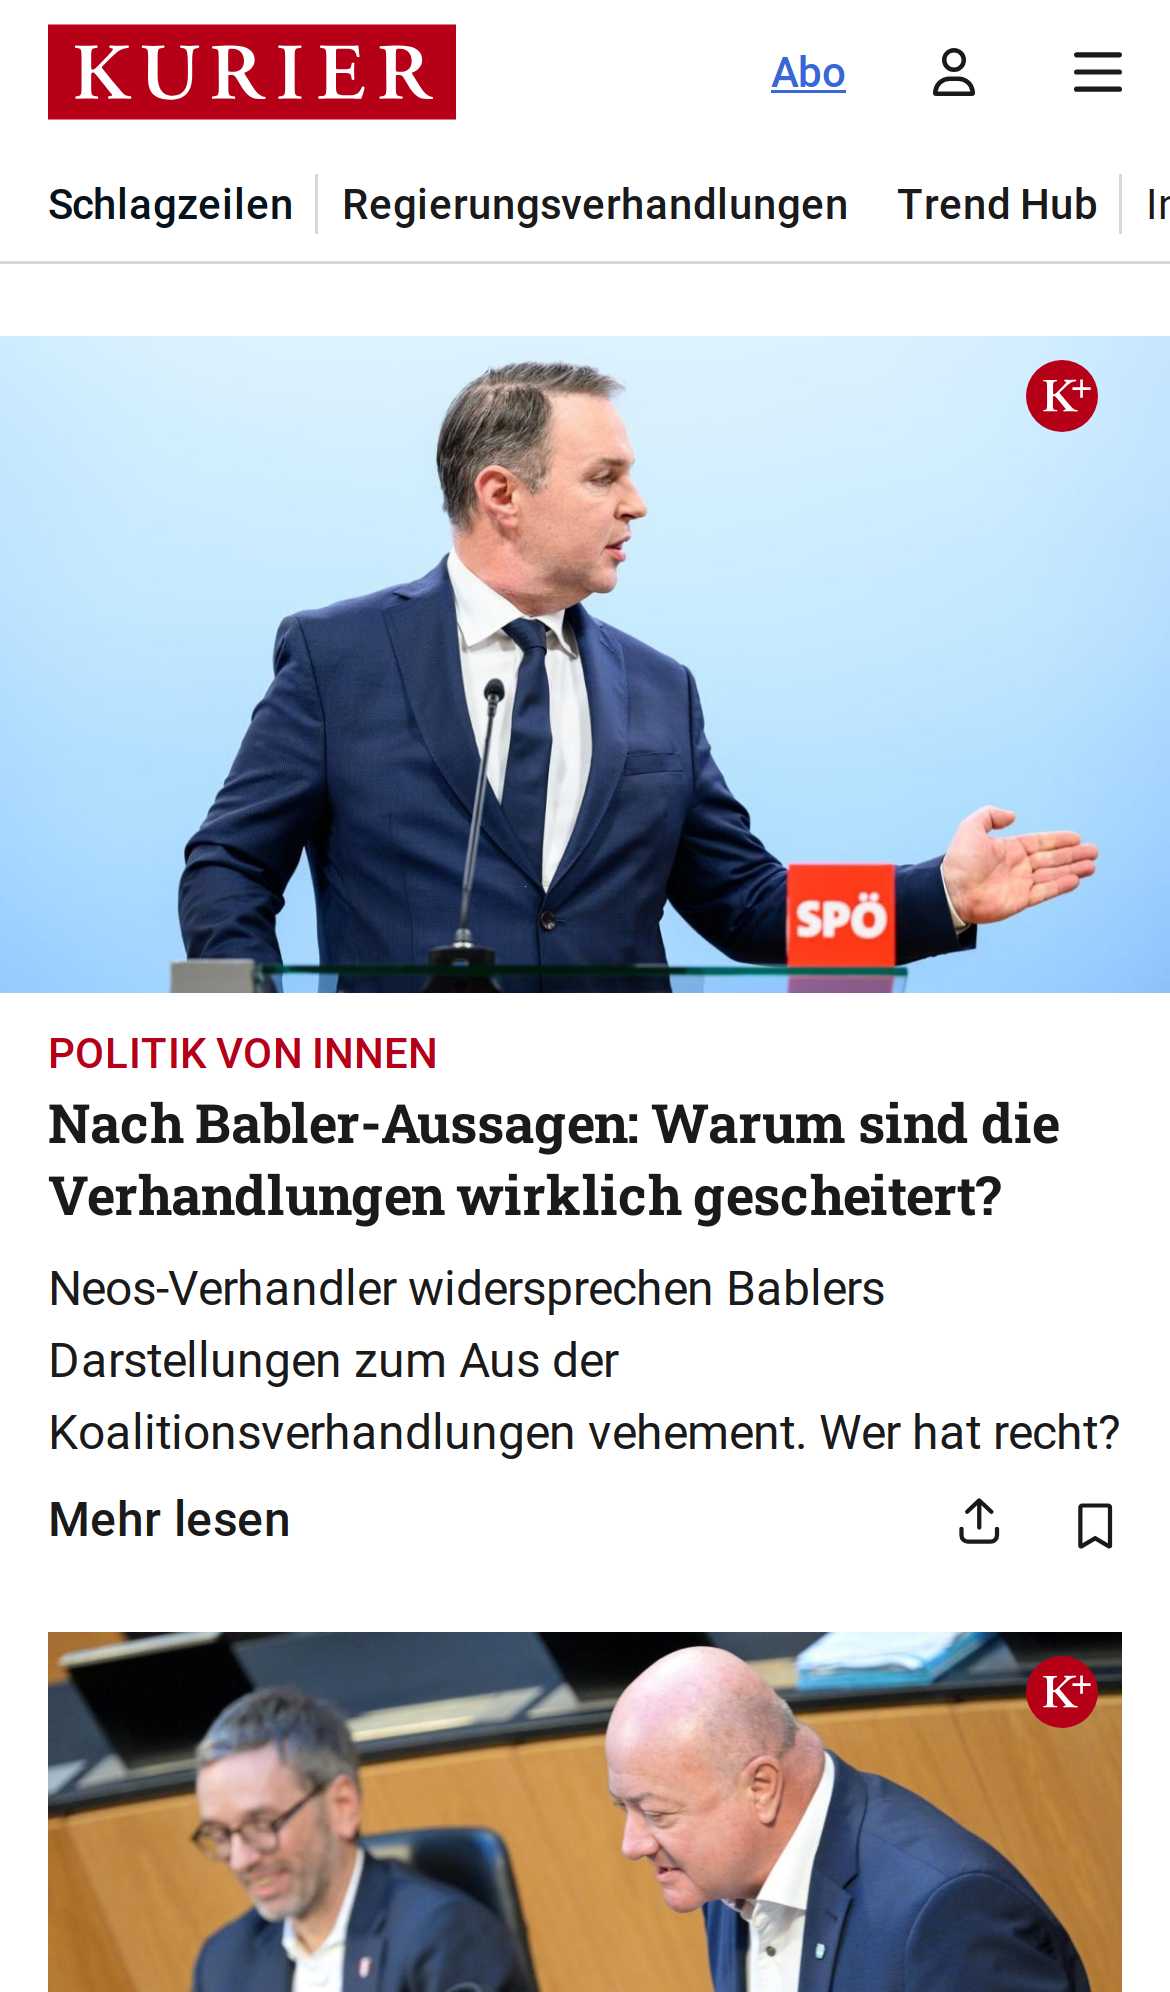 KURIER
Abo
Schlagzeilen
Regierungsverhandlungen
Trend Hub
K+
SPÖ
POLITIK VON INNEN
Nach Babler-Aussagen: Warum sind die
Verhandlungen wirklich gescheitert?
Neos-Verhandler widersprechen Bablers
Darstellungen zum Aus der
Koalitionsverhandlungen vehement. Wer hat recht?
Mehr lesen
K+